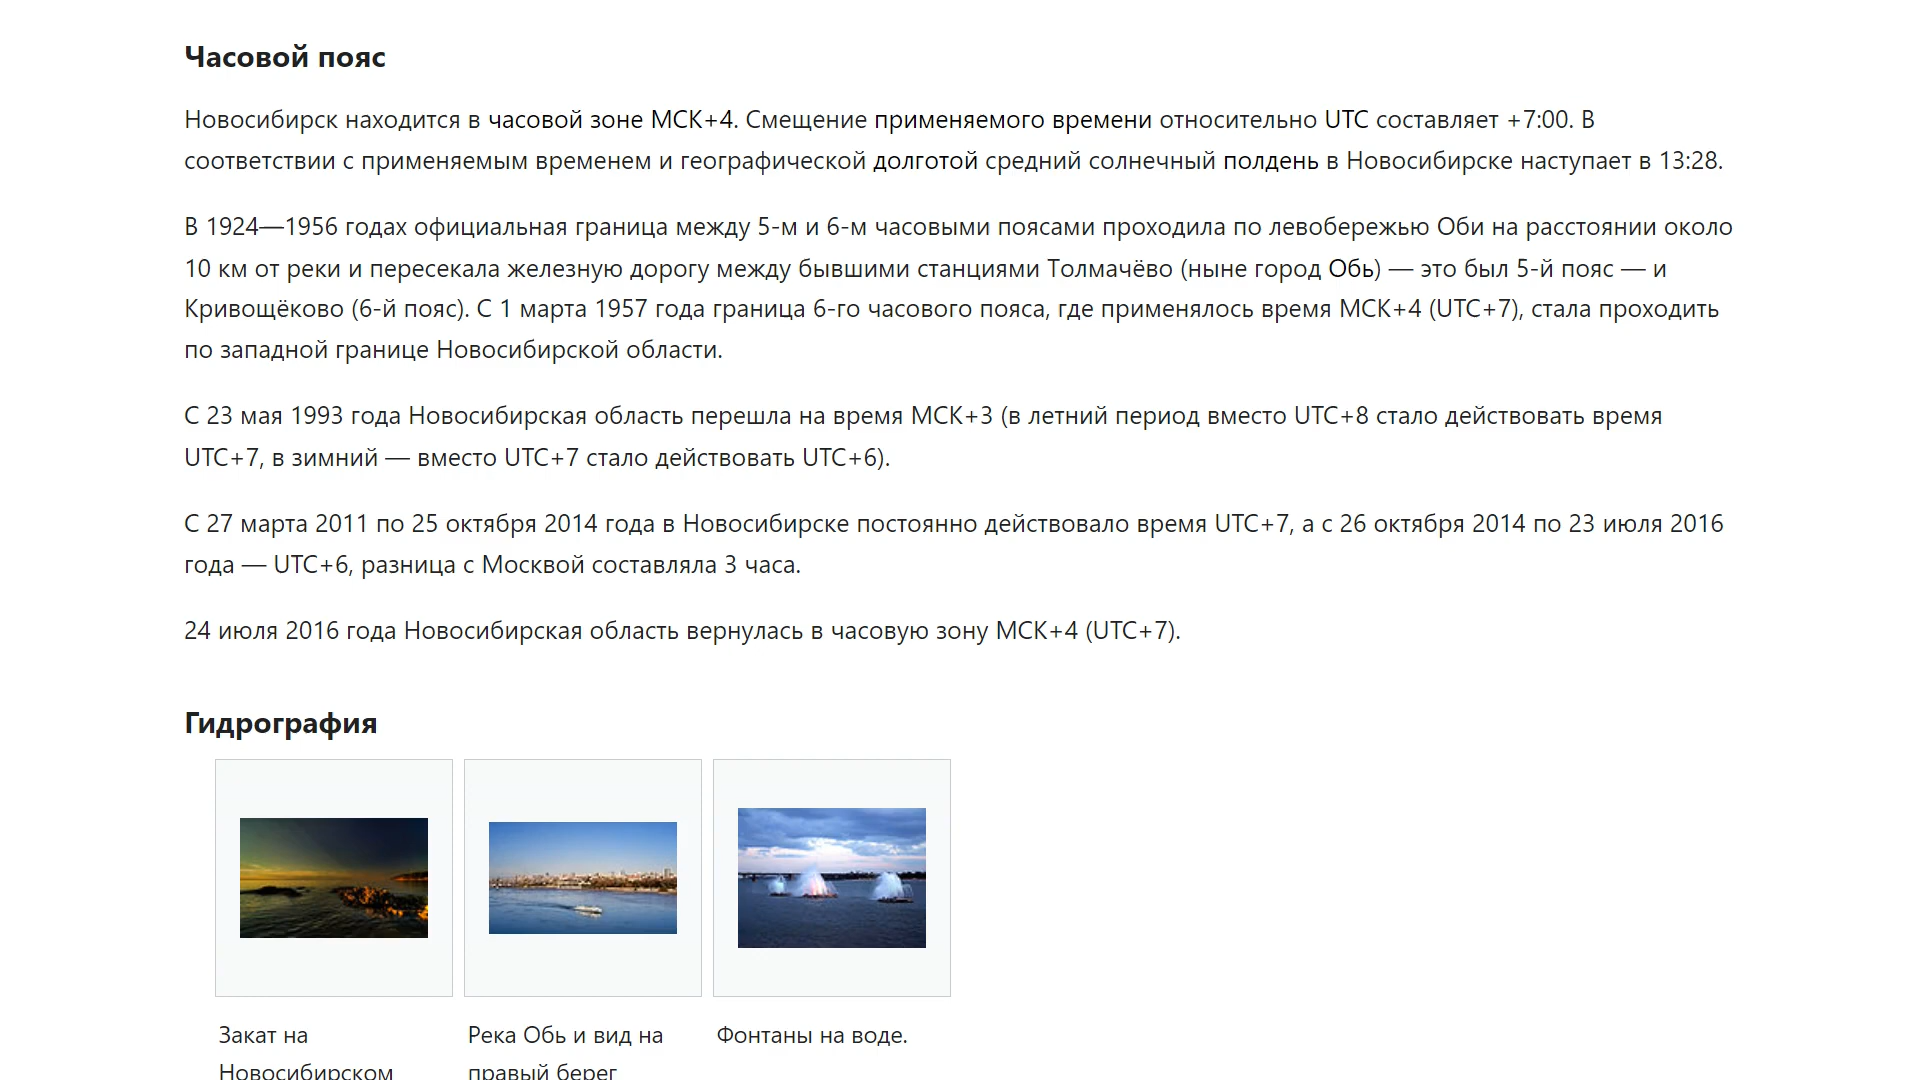 Часовой пояс
Новосибирск находится в часовой зоне МСК+4. Смещение применяемого времени относительно UTC составляет +7:00. В
соответствии с применяемым временем и географической долготой средний солнечный полдень в Новосибирске наступает в 13:28.
В 1924—1956 годах официальная граница между 5-м и 6-м часовыми поясами проходила по левобережью Оби на расстоянии около
10 км от реки и пересекала железную дорогу между бывшими станциями Толмачёво (ныне город Обь) — это был 5-й пояс — и
Кривощёково (6-й пояс). С 1 марта 1957 года граница 6-го часового пояса, где применялось время МСК+4 (UTC+7), стала проходить
по западной границе Новосибирской области.
С 23 мая 1993 года Новосибирская область перешла на время МСК+3 (в летний период вместо UTC+8 стало действовать время
UTC+7, в зимний — вместо UTC+7 стало действовать UTC+6).
С 27 марта 2011 по 25 октября 2014 года в Новосибирске постоянно действовало время UTC+7, а с 26 октября 2014 по 23 июля 2016
года — UTC+6, разница с Москвой составляла 3 часа.
24 июля 2016 года Новосибирская область вернулась в часовую зону МСК+4 (UTC+7).
Гидрография
Закат на
Новосибирском
Река Обь и вид на
правый берег
Фонтаны на воде.